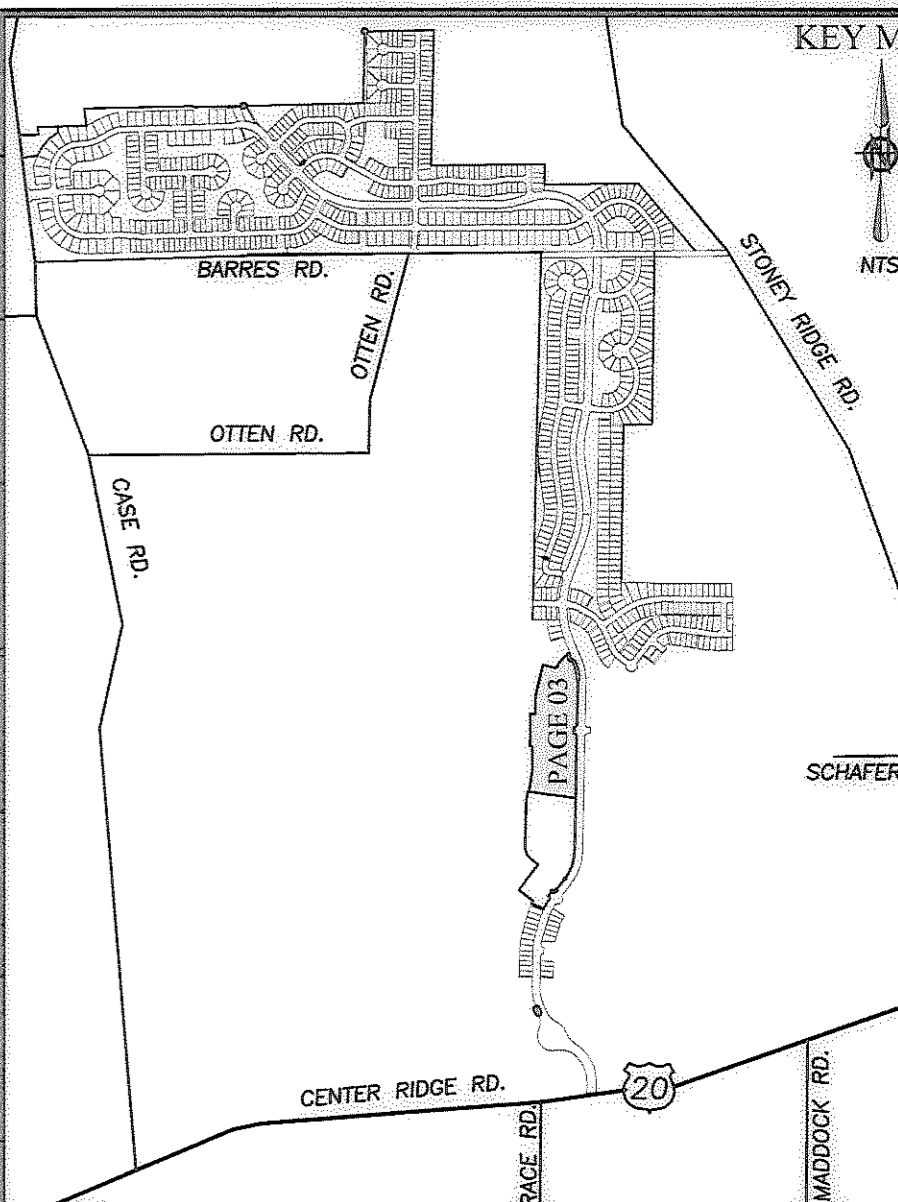 KEY M
NTS
BARRES RD.
OTTEN RD.
STONEY RIDGE RD.
OTTEN RD.
CASE RD.
PAGE 03
SCHAFER
CENTER RIDGE RD.
20
RACE RD.
MADDOCK RD.